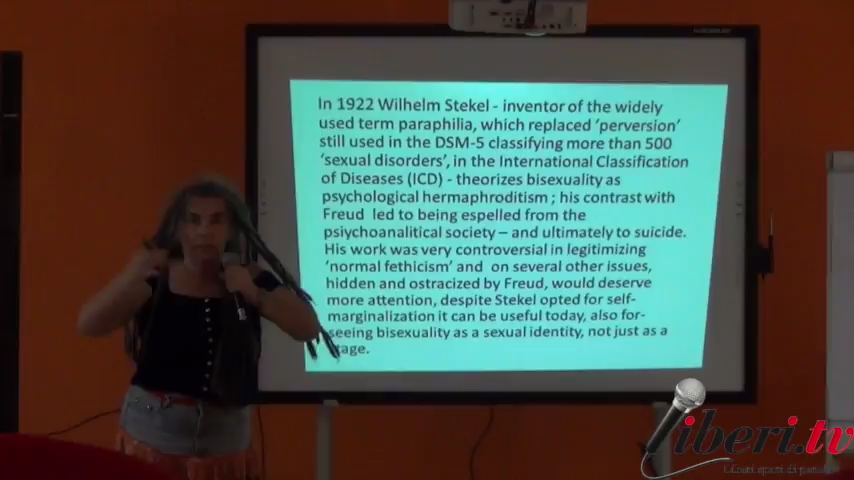 In 1922 Wilhelm Stekel - inventor of the widely
used term paraphilia, which replaced 'perversion'
still used in the DSM-5 classifying more than 500
'sexual disorders', in the International Classification
of Diseases (ICD) - theorizes bisexuality as
psychological hermaphroditism ; his contrast with
Freud led to being espelled from the
psychoanalitical society – and ultimately to suicide.
His work was very controversial in legitimizing
'normal fethicism' and on several other issues,
hidden and ostracized by Freud, would deserve
more attention, despite Stekel opted for self-
marginalization it can be useful today, also for-
seeing bisexuality as a sexual identity, not just as a
tage.
iberi.tv